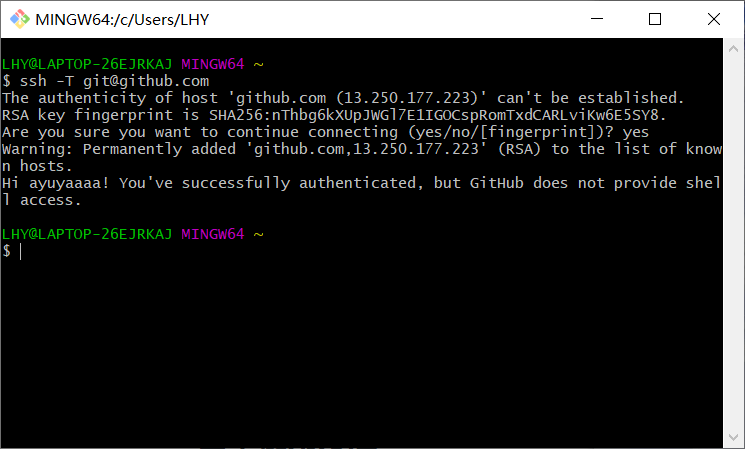 MINGW64:/c/Users/LHY
LHY@LAPTOP-26EJRKAJ MINGW64 ~
$ ssh -T git@github.com
The authenticity of host 'github.com (13.250.177.223)' can't be established.
RSA key fingerprint is SHA256:nThbg6kXUpJWGl7E1IGOCspRomTxdCARLviKw6E5SY8.
Are you sure you want to continue connecting (yes/no/[fingerprint])? yes
Warning: Permanently added 'github.com,13.250.177.223' (RSA) to the list of know
n hosts.
Hi ayuyaaaa! You've successfully authenticated, but GitHub does not provide shel
l access.
LHY@LAPTOP-26EJRKAJ MINGW64 ~
$